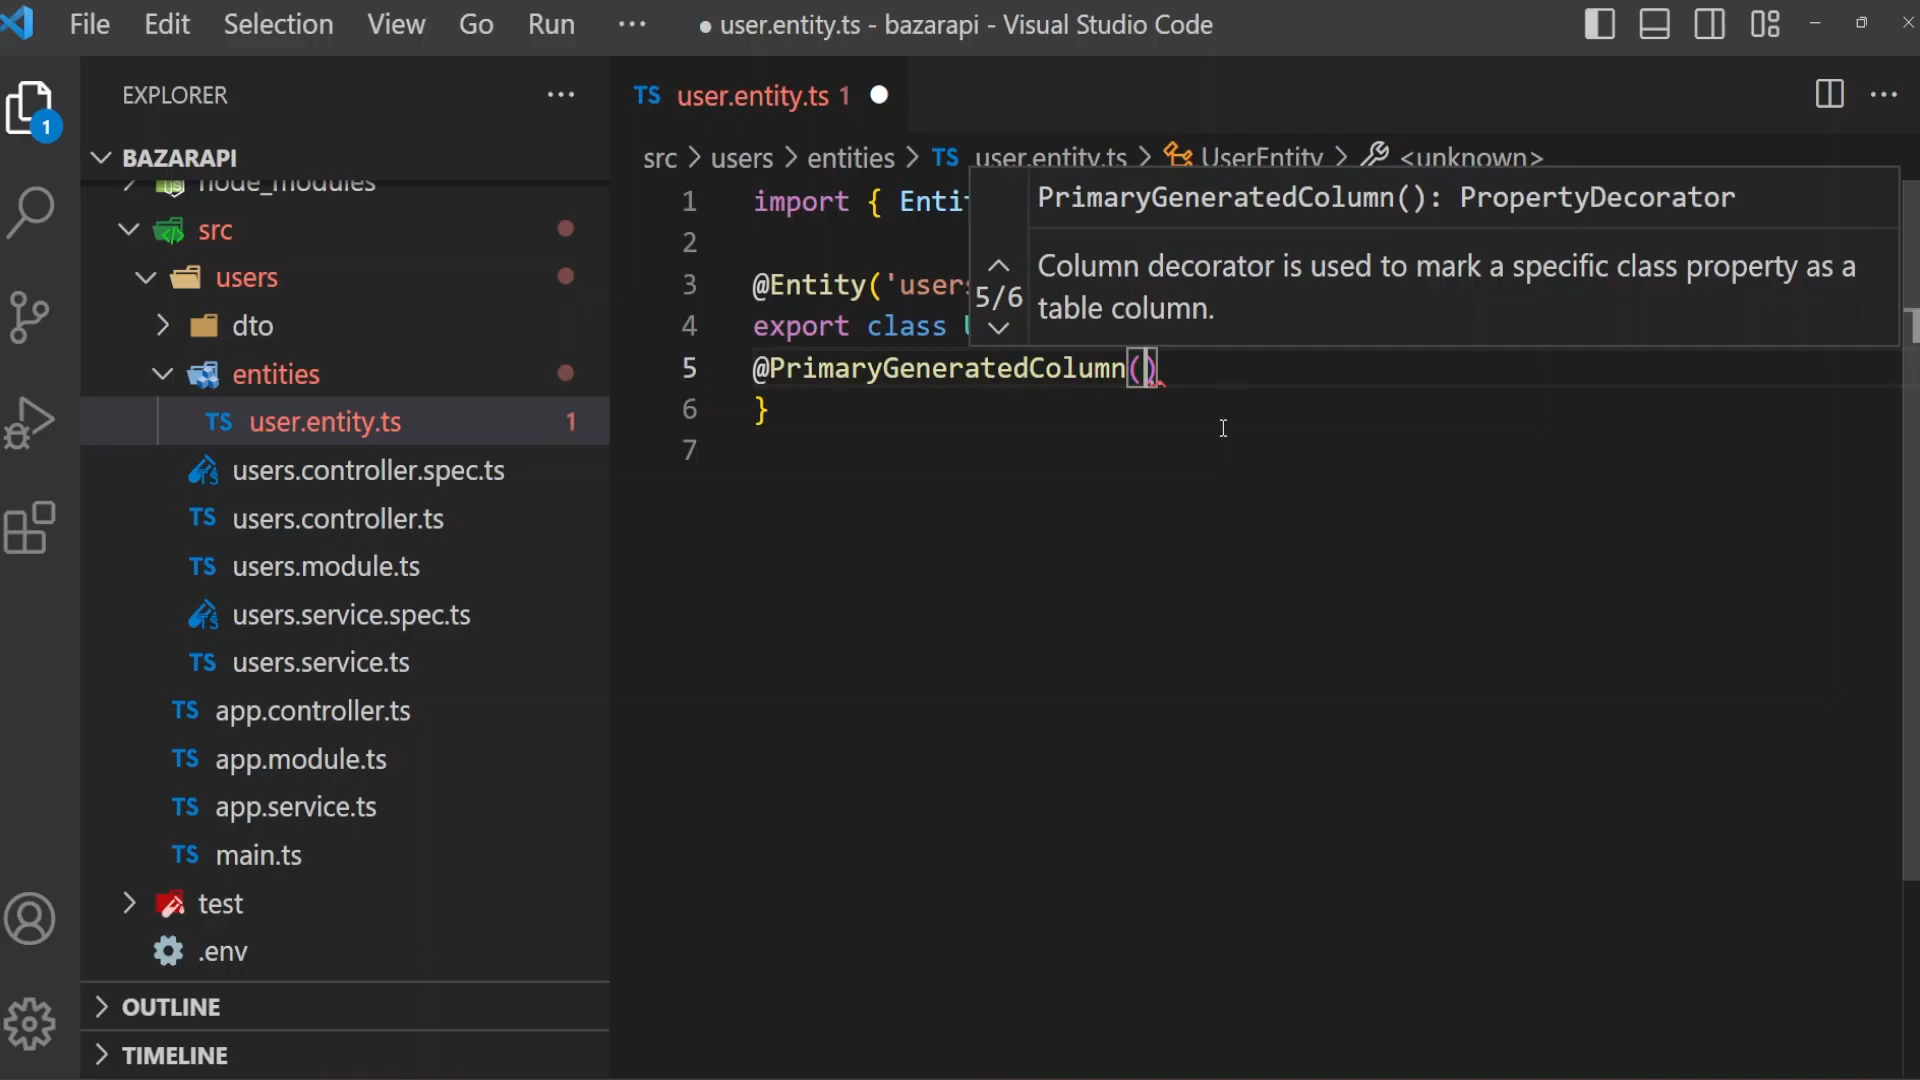 File Edit Selection View Go Run ··· ● user.entity.ts - bazarapi - Visual Studio Code
EXPLORER ···
BAZARAPI
node_modules
src
users
dto
entities
TS user.entity.ts 1
users.controller.spec.ts
TS users.controller.ts
TS users.module.ts
users.service.spec.ts
TS users.service.ts
TS app.controller.ts
TS app.module.ts
TS app.service.ts
TS main.ts
test
.env
OUTLINE
TIMELINE
1
TS user.entity.ts 1 ●
src > users > entities > TS user.entity.ts > UserEntity > <unknown>
1 import { Entit
2
3 @Entity('users
4 export class U
5 @PrimaryGeneratedColumn()
6 }
7
PrimaryGeneratedColumn(): PropertyDecorator
5/6
Column decorator is used to mark a specific class property as a
table column.